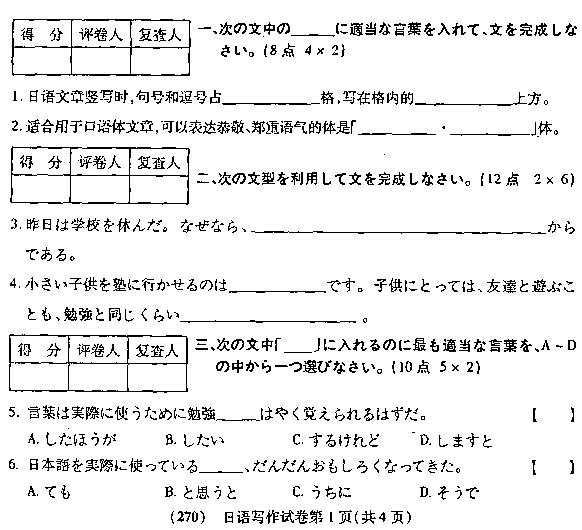 得 分 评卷人 复查人
一、次の文中の______に適当な言葉を入れて、文を完成しな
さい。(8点 4×2)
1. 日语文章竖写时,句号和逗号占__________格,写在格内的__________上方。
2. 适合用于口语体文章,可以表达恭敬、郑重语气的体是「________·________」体。
得 分 评卷人 复查人
二、次の文型を利用して文を完成しなさい。(12点 2×6)
3. 昨日は学校を休んだ。なぜなら、______________________________から
である。
4. 小さい子供を塾に行かせるのは__________です。子供にとっては、友達と遊ぶこ
とも、勉強と同じくらい________________。
得 分 评卷人 复查人
三、次の文中「____」に入れるのに最も適当な言葉を、A~D
の中から一つ選びなさい。(10点 5×2)
5. 言葉は実際に使うために勉強_____はやく覚えられるはずだ。 【 】
A. したほうが B. したい C. するけれど D. しますと
6. 日本語を実際に使っている_____、だんだんおもしろくなってきた。 【 】
A. ても B. と思うと C. うちに D. そうで
(270) 日语写作试卷第1页(共4页)